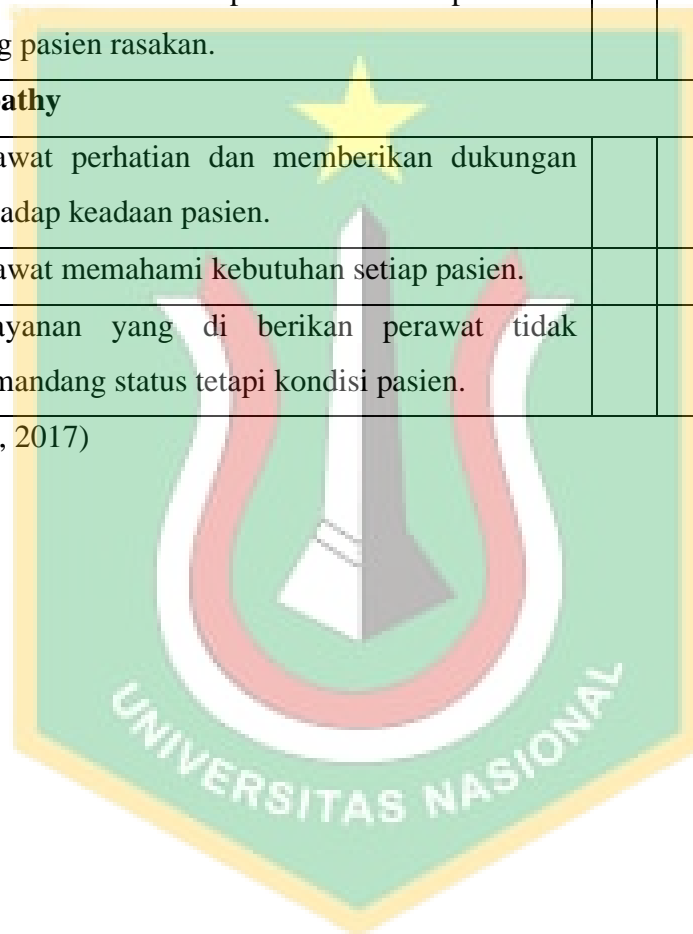 g pasien rasakan.
athy
awat perhatian dan memberikan dukungan
adap keadaan pasien.
awat memahami kebutuhan setiap pasien.
ayanan yang di berikan perawat tidak
mandang status tetapi kondisi pasien.
, 2017)
UNIVERSITAS NASIONAL